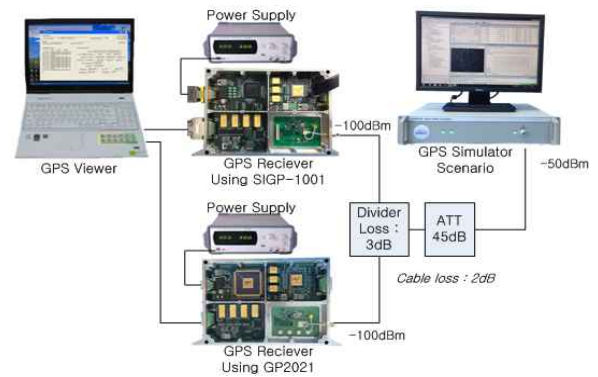 Power Supply
-100dBm
GPS Viewer
GPS Reciever
Using SIGP-1001
GPS Simulator
Scenario
-50dBm
Power Supply
Divider
Loss :
3dB
ATT
45dB
Cable loss : 2dB
-100dBm
GPS Reciever
Using GP2021